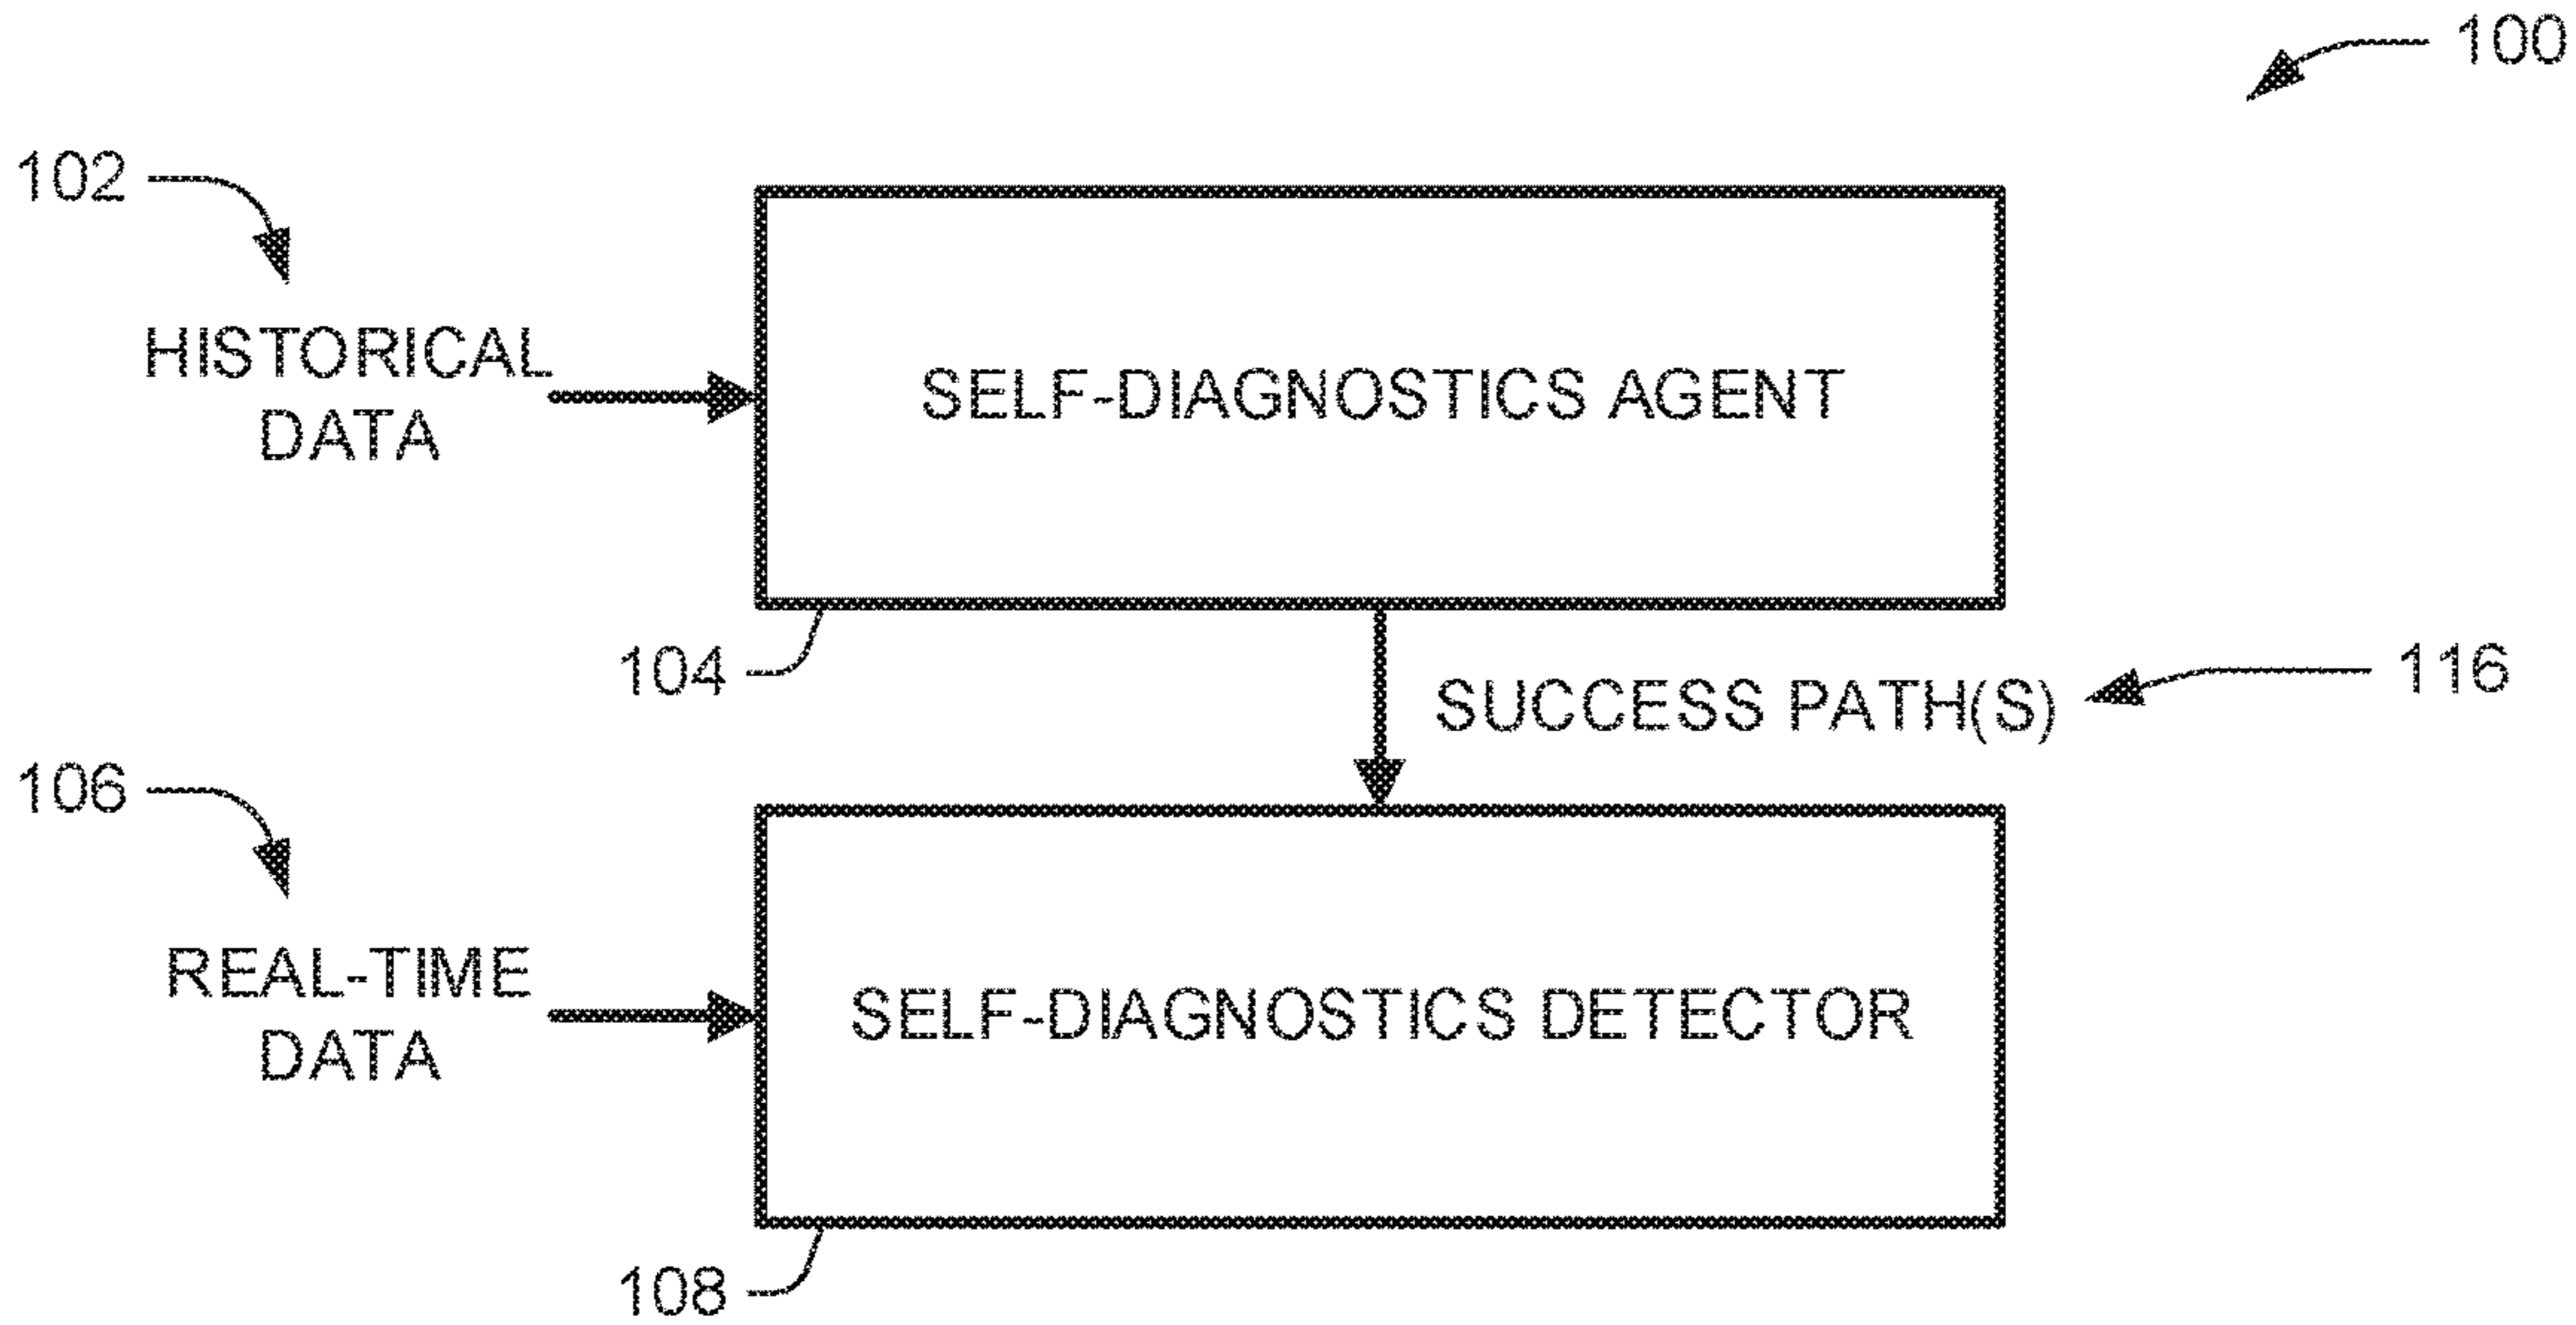 100
102
HISTORICAL
DATA
SELF-DIAGNOSTICS AGENT
104
SUCCESS PATH(S)
116
106
REAL-TIME
DATA
SELF-DIAGNOSTICS DETECTOR
108